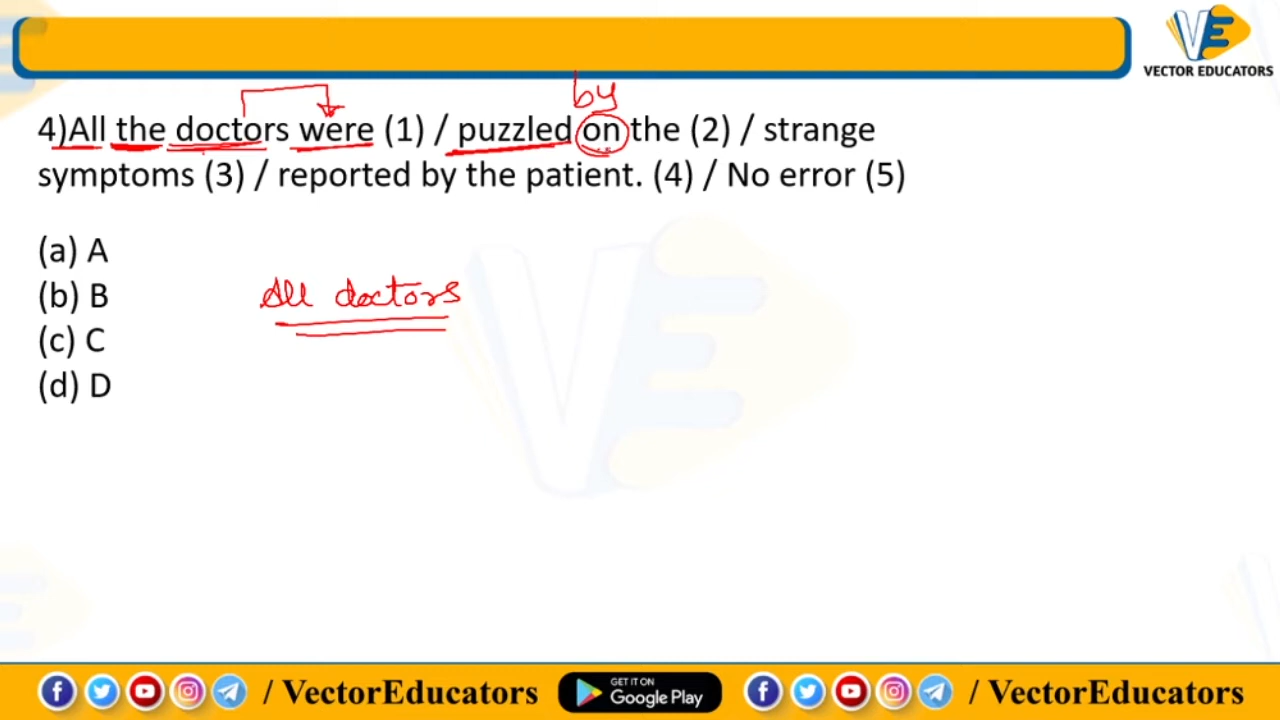 VECTOR EDUCATORS
by
4)All the doctors were (1) / puzzled on the (2) / strange
symptoms (3) / reported by the patient. (4) / No error (5)
(a) A
(b) B
(c) C
(d) D
All doctors
/ VectorEducators
GET IT ON
Google Play
/ VectorEducators